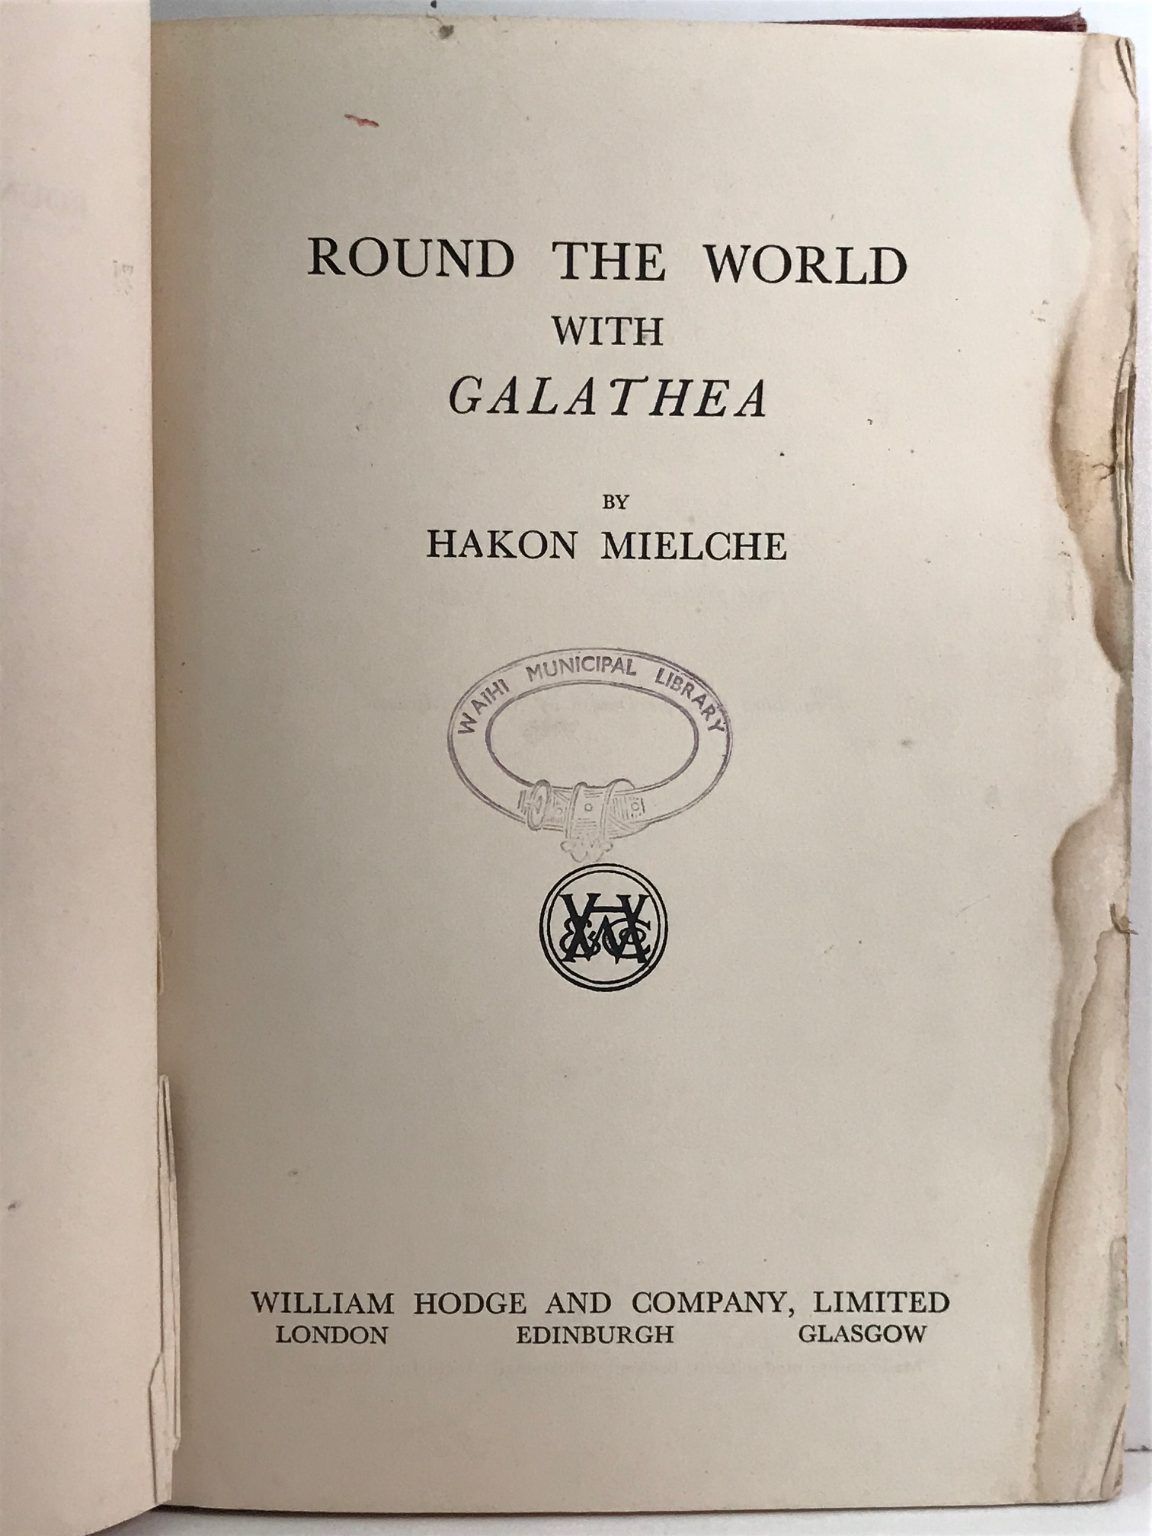 ROUND THE WORLD
WITH
GALATHEA
BY
HAKON MIELCHE
WAIHI MUNICIPAL LIBRARY
WILLIAM HODGE AND COMPANY, LIMITED
LONDON EDINBURGH GLASGOW